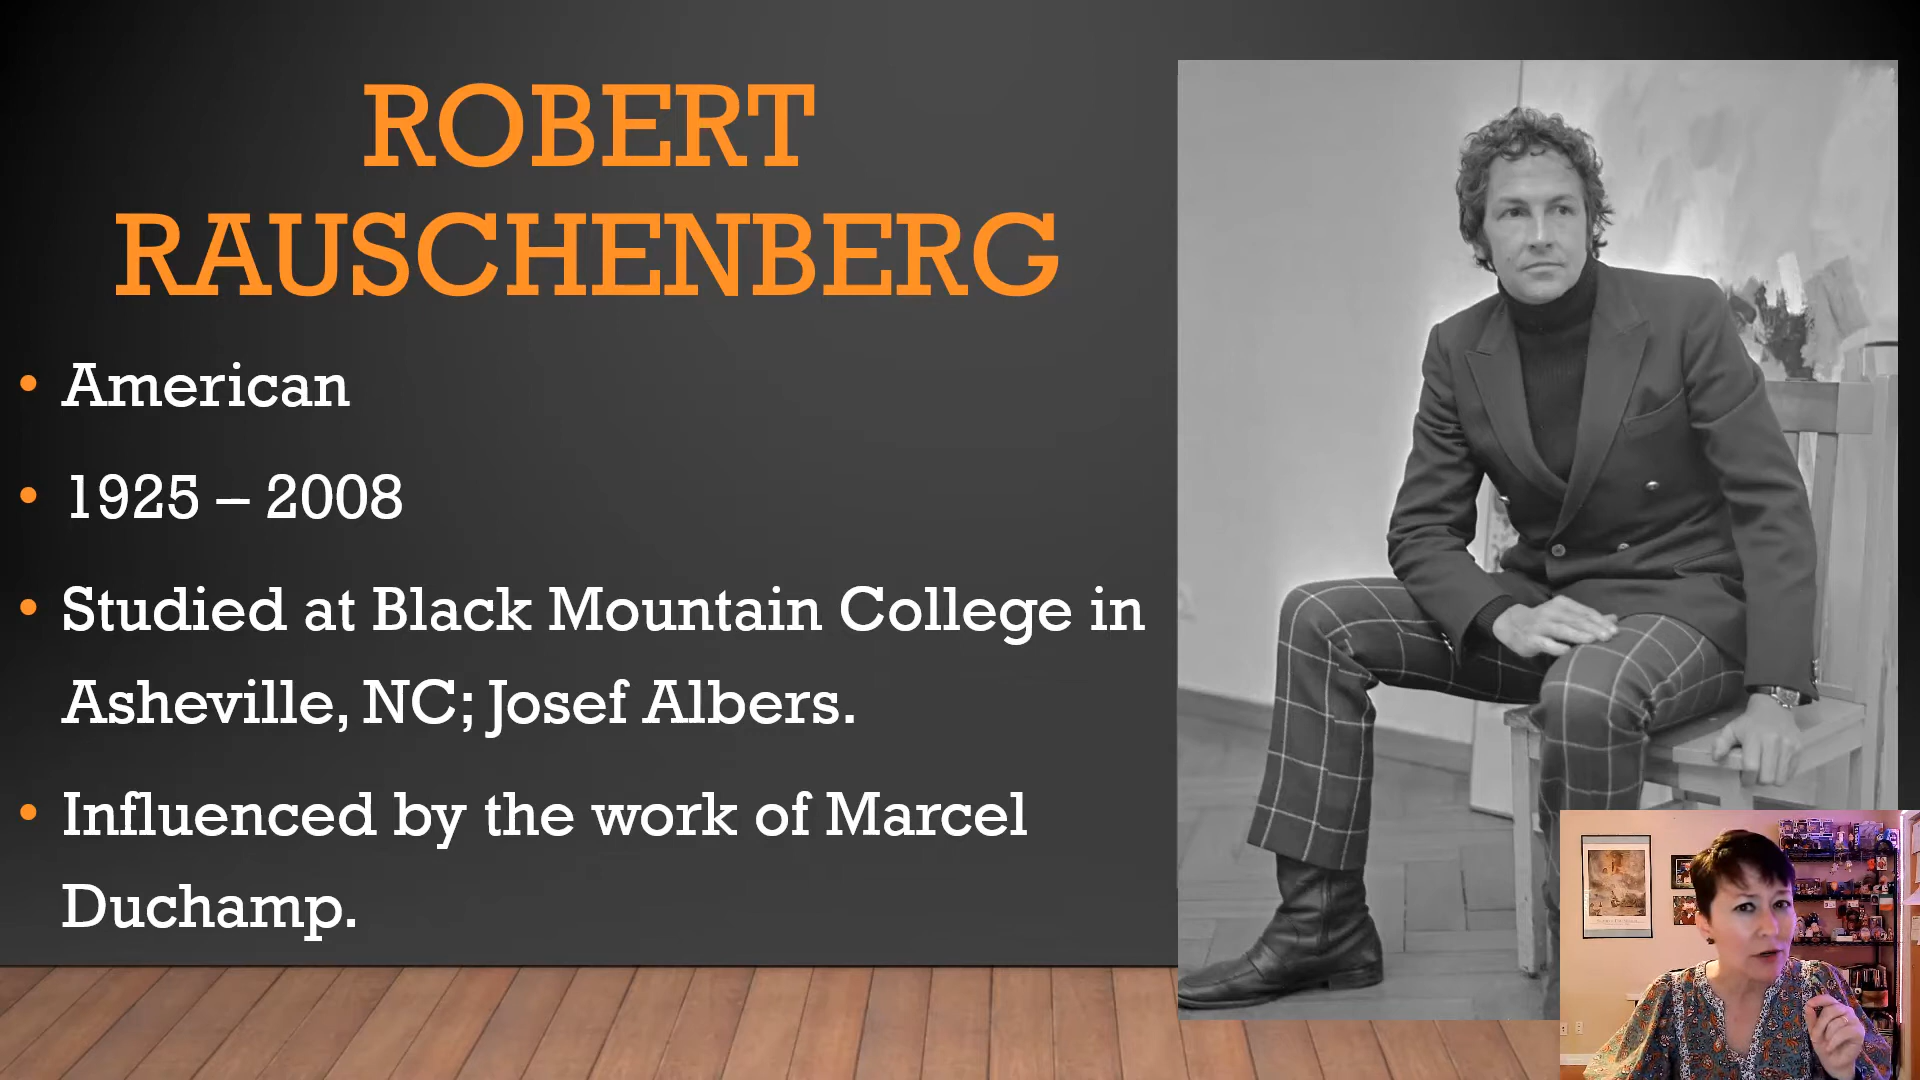 ROBERT
RAUSCHENBERG
• American
• 1925 – 2008
• Studied at Black Mountain College in
Asheville, NC; Josef Albers.
• Influenced by the work of Marcel
Duchamp.